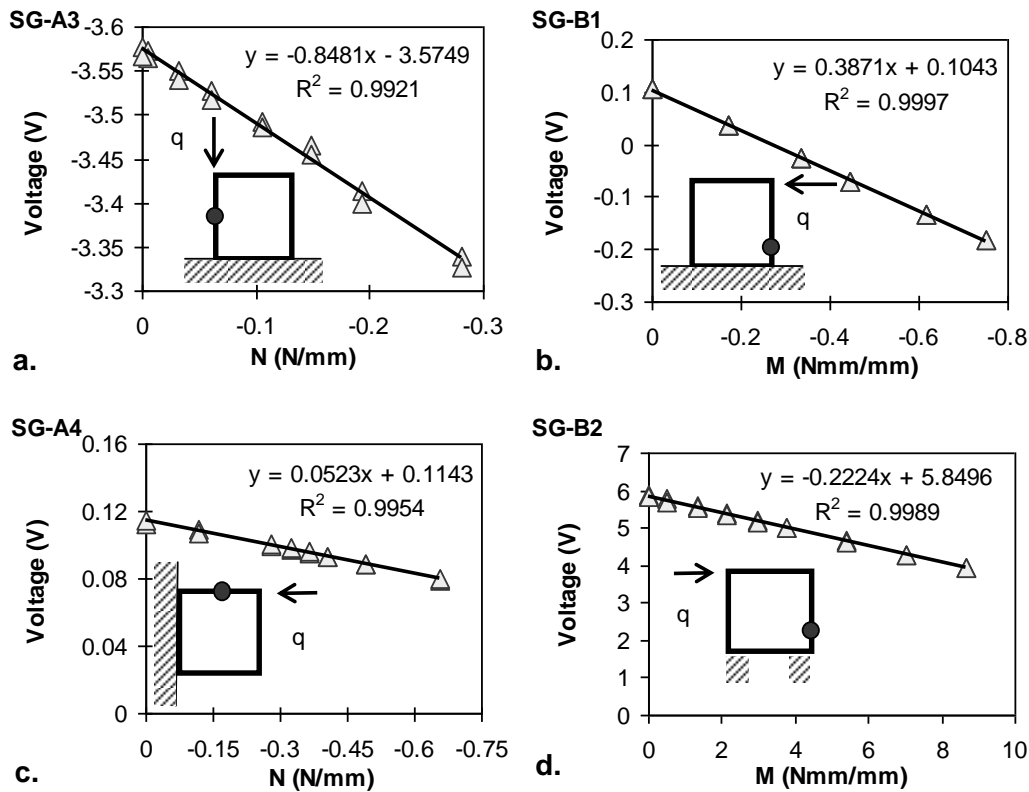 SG-A3
-3.6
-3.55
-3.5
-3.45
-3.4
-3.35
-3.3
Voltage (V)
y = -0.8481x - 3.5749
R² = 0.9921
q
0 -0.1 -0.2 -0.3
N (N/mm)
a.
SG-B1
0.2
0.1
0
-0.1
-0.2
-0.3
Voltage (V)
y = 0.3871x + 0.1043
R² = 0.9997
q
0 -0.2 -0.4 -0.6 -0.8
M (Nmm/mm)
b.
SG-A4
0.16
0.12
0.08
0.04
0
Voltage (V)
y = 0.0523x + 0.1143
R² = 0.9954
q
0 -0.15 -0.3 -0.45 -0.6 -0.75
N (N/mm)
c.
SG-B2
7
6
5
4
3
2
1
0
Voltage (V)
y = -0.2224x + 5.8496
R² = 0.9989
q
0 2 4 6 8 10
M (Nmm/mm)
d.